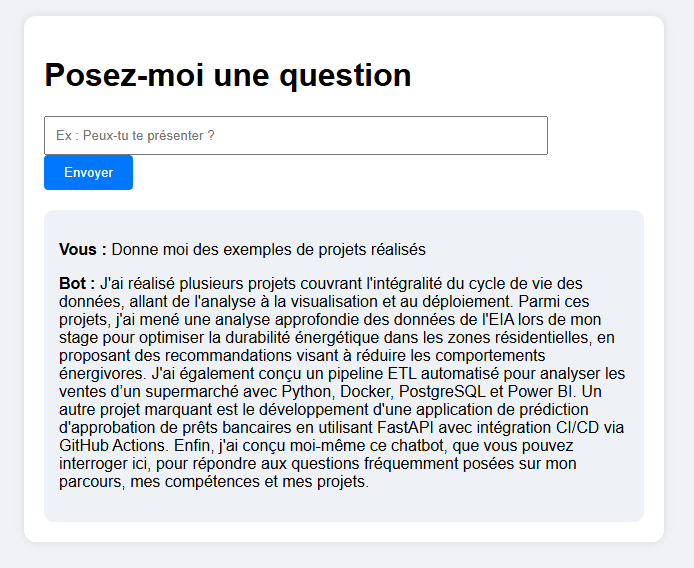 Posez-moi une question
Ex : Peux-tu te présenter ?
Envoyer
Vous : Donne moi des exemples de projets réalisés
Bot : J'ai réalisé plusieurs projets couvrant l'intégralité du cycle de vie des
données, allant de l'analyse à la visualisation et au déploiement. Parmi ces
projets, j'ai mené une analyse approfondie des données de l'EIA lors de mon
stage pour optimiser la durabilité énergétique dans les zones résidentielles, en
proposant des recommandations visant à réduire les comportements
énergivores. J'ai également conçu un pipeline ETL automatisé pour analyser les
ventes d’un supermarché avec Python, Docker, PostgreSQL et Power BI. Un
autre projet marquant est le développement d'une application de prédiction
d'approbation de prêts bancaires en utilisant FastAPI avec intégration CI/CD via
GitHub Actions. Enfin, j'ai conçu moi-même ce chatbot, que vous pouvez
interroger ici, pour répondre aux questions fréquemment posées sur mon
parcours, mes compétences et mes projets.